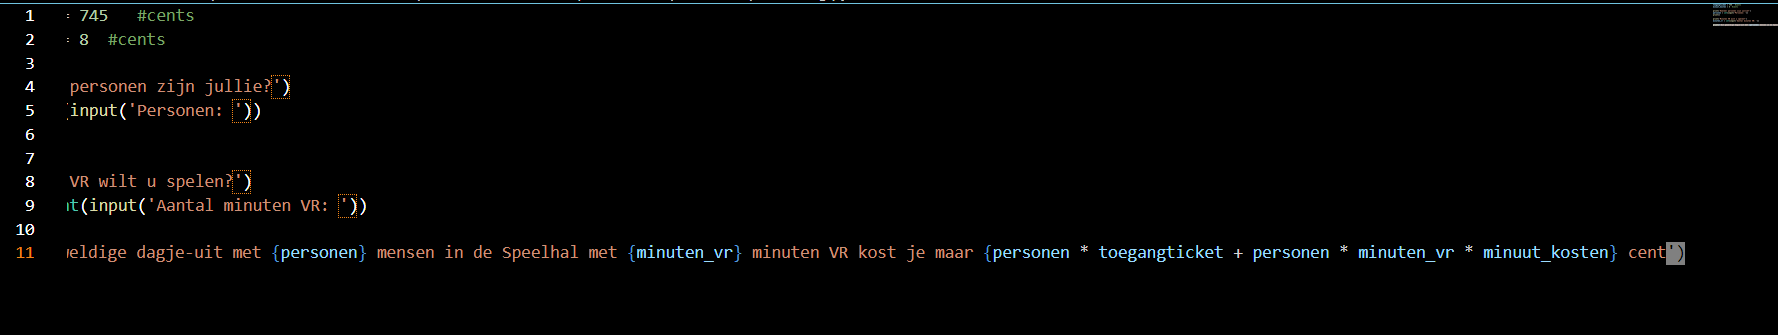 1 = 745 #cents
2 = 8 #cents
3
4 personen zijn jullie?')
5 (input('Personen: '))
6
7
8 VR wilt u spelen?')
9 nt(input('Aantal minuten VR: '))
10
11 weldige dagje-uit met {personen} mensen in de Speelhal met {minuten_vr} minuten VR kost je maar {personen * toegangticket + personen * minuten_vr * minuut_kosten} cent')